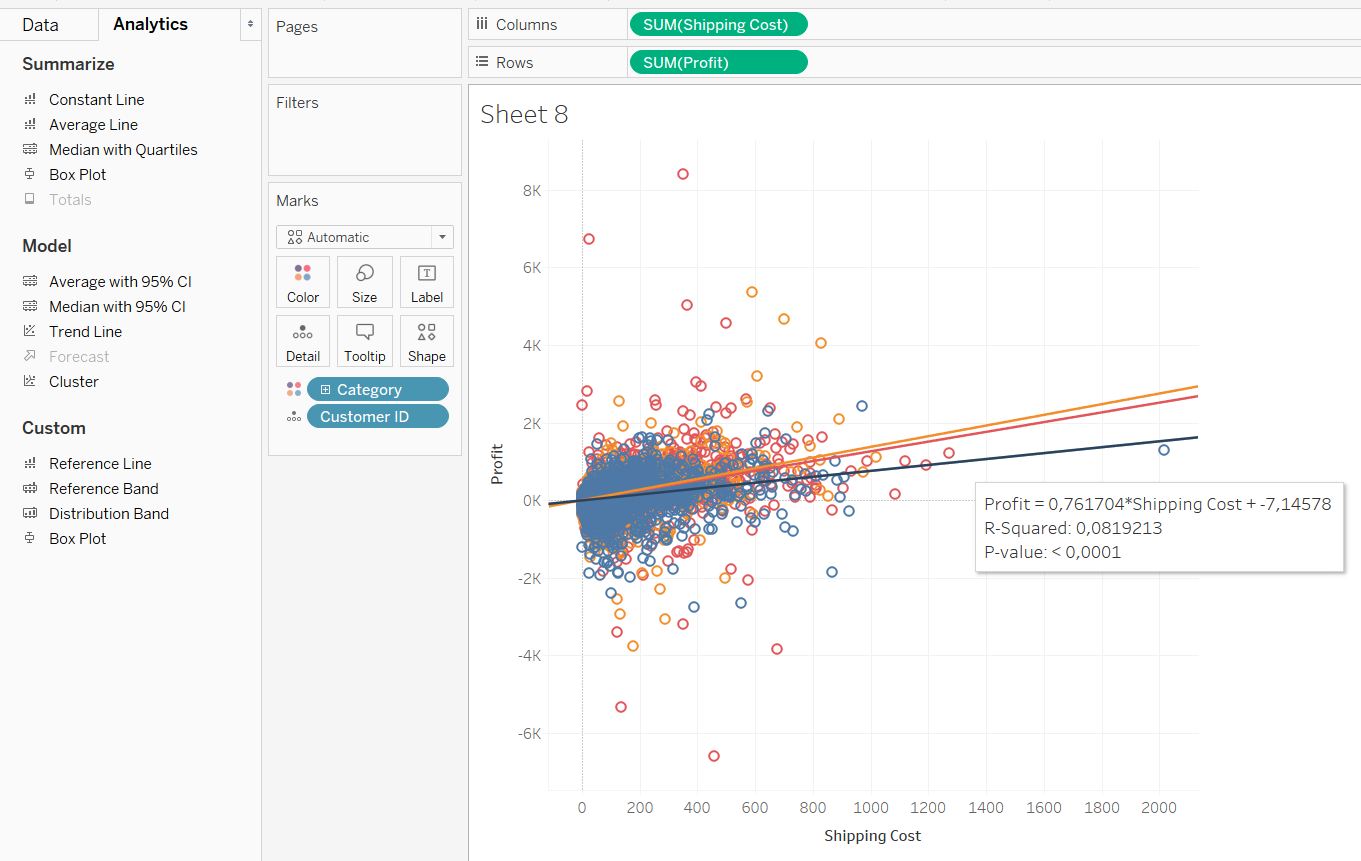 Data
Analytics
Summarize
Constant Line
Average Line
Median with Quartiles
Box Plot
Totals
Model
Average with 95% CI
Median with 95% CI
Trend Line
Forecast
Cluster
Custom
Reference Line
Reference Band
Distribution Band
Box Plot
Pages
Filters
Marks
Automatic
Color
Size
Label
Detail
Tooltip
Shape
Category
Customer ID
Columns
SUM(Shipping Cost)
Rows
SUM(Profit)
Sheet 8
8K
6K
4K
2K
0K
-2K
-4K
-6K
Profit
Profit = 0,761704*Shipping Cost + -7,14578
R-Squared: 0,0819213
P-value: < 0,0001
0 200 400 600 800 1000 1200 1400 1600 1800 2000
Shipping Cost